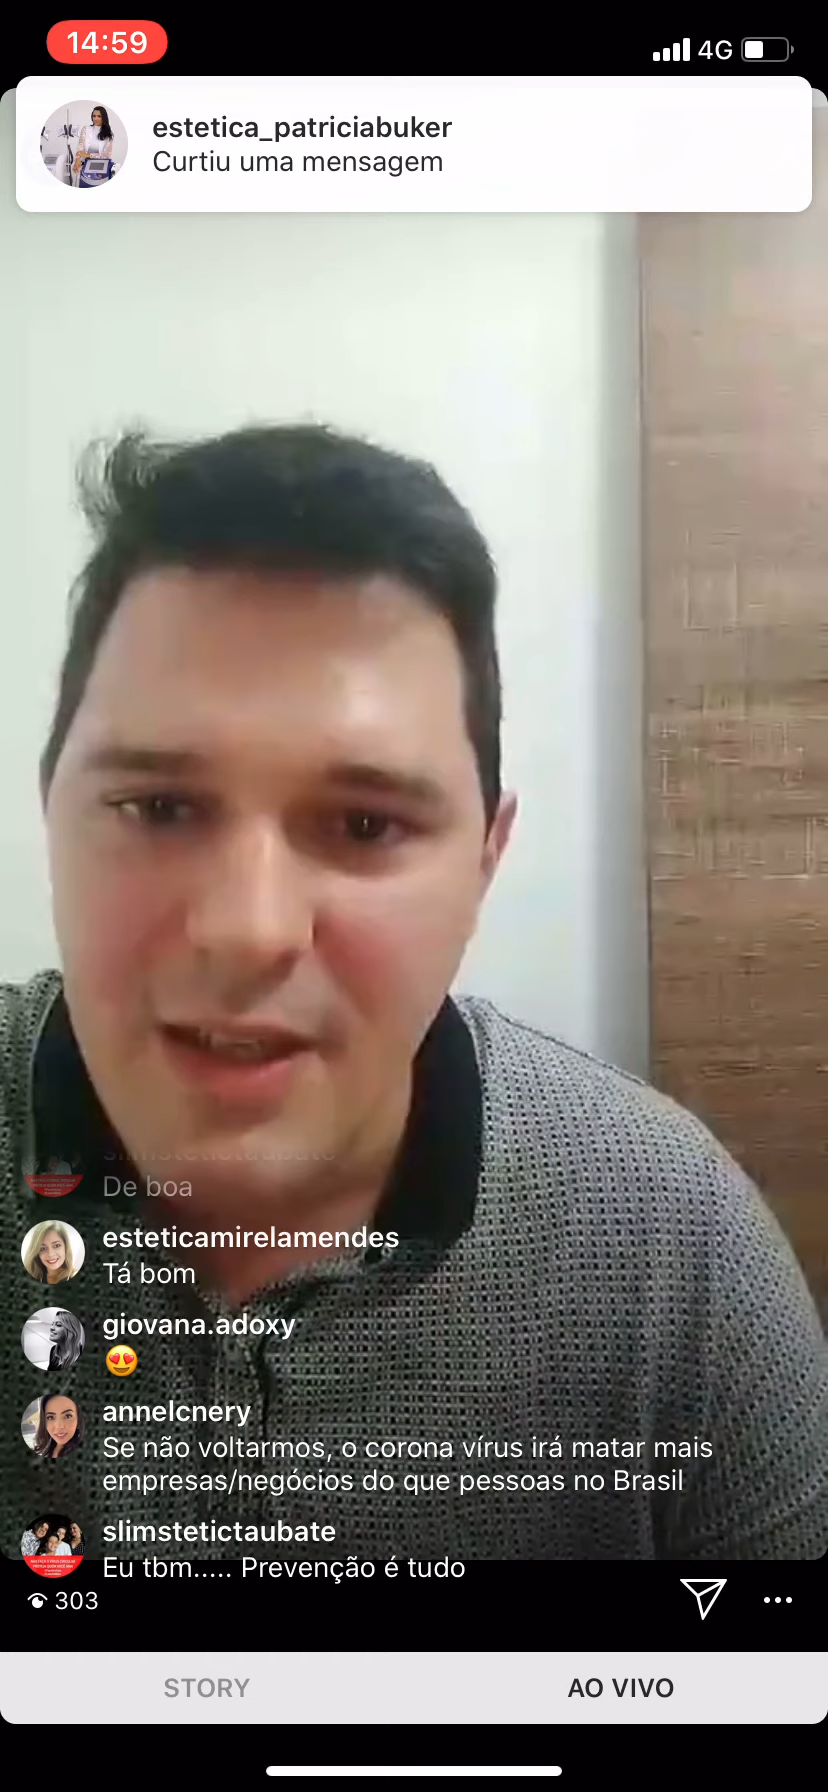 14:59
4G
estetica_patriciabuker
Curtiu uma mensagem
slimstetictaubate
De boa
esteticamirelamendes
Tá bom
giovana.adoxy
😍
annelcnery
Se não voltarmos, o corona vírus irá matar mais
empresas/negócios do que pessoas no Brasil
slimstetictaubate
Eu tbm..... Prevenção é tudo
303
STORY
AO VIVO